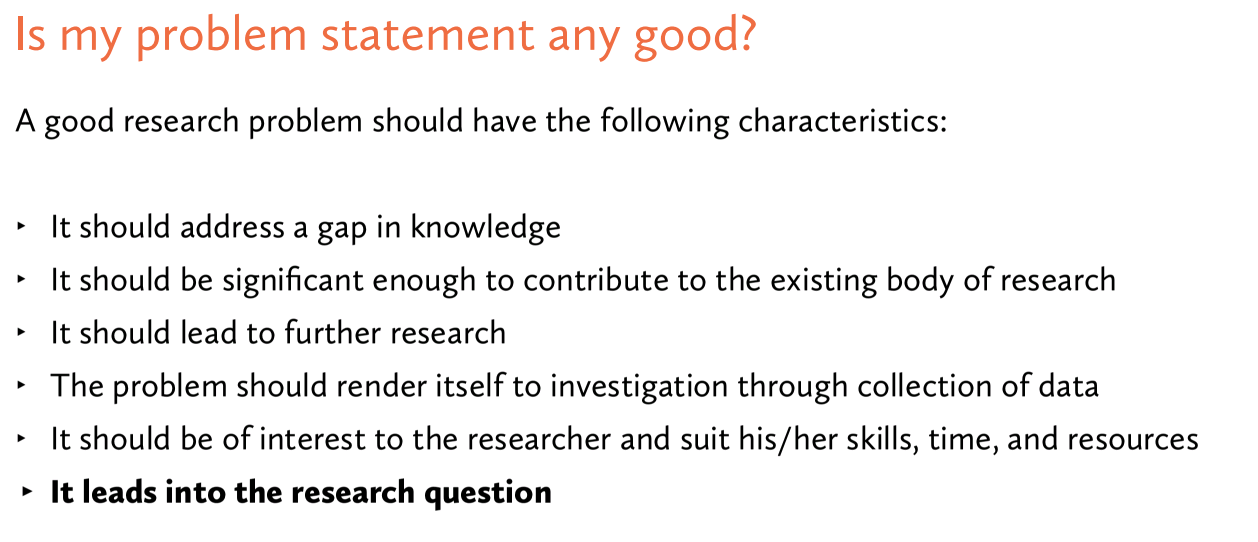 Is my problem statement any good?
A good research problem should have the following characteristics:
‣ It should address a gap in knowledge
‣ It should be significant enough to contribute to the existing body of research
‣ It should lead to further research
‣ The problem should render itself to investigation through collection of data
‣ It should be of interest to the researcher and suit his/her skills, time, and resources
‣ It leads into the research question